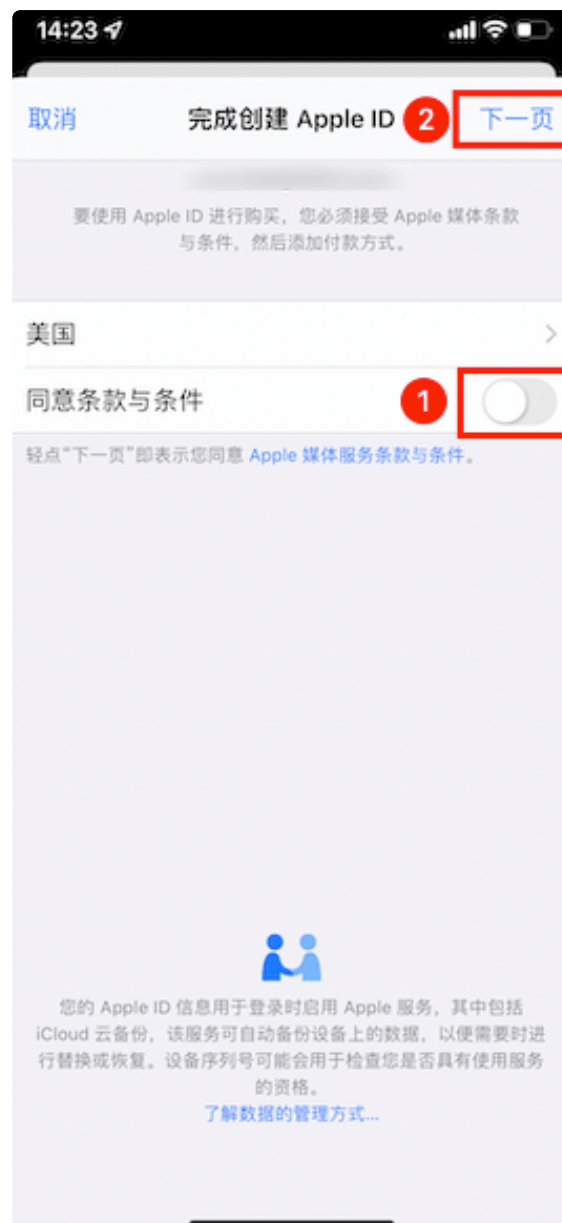 14:23
取消 完成创建 Apple ID 2 下一页
要使用 Apple ID 进行购买，您必须接受 Apple 媒体条款
与条件，然后添加付款方式。
美国
同意条款与条件 1
轻点“下一页”即表示您同意 Apple 媒体服务条款与条件。
您的 Apple ID 信息用于登录时启用 Apple 服务，其中包括
iCloud 云备份，该服务可自动备份设备上的数据，以便需要时进
行替换或恢复。设备序列号可能会用于检查您是否具有使用服务
的资格。
了解数据的管理方式...